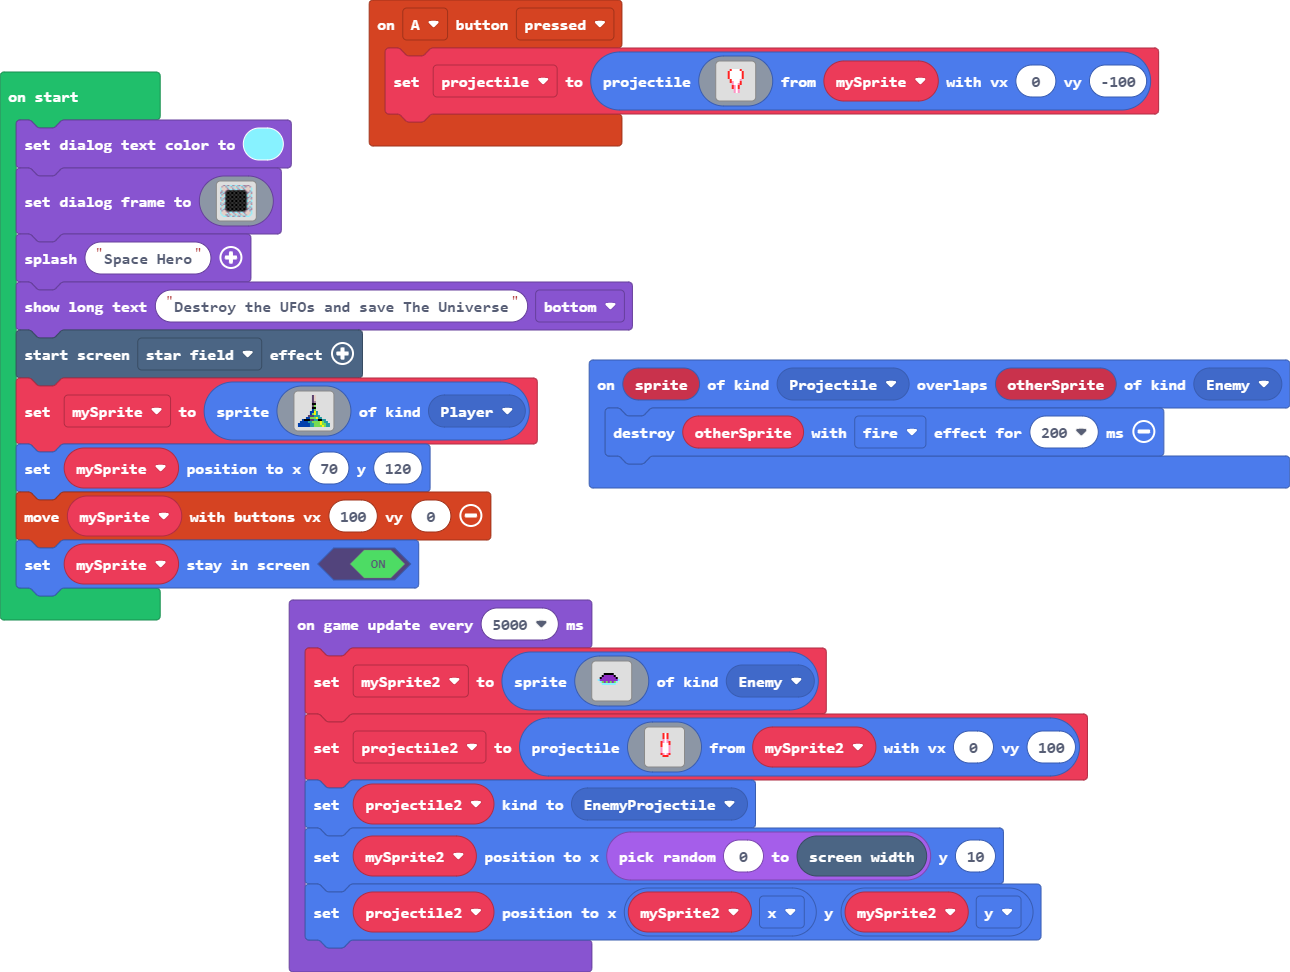 on A button pressed
set projectile to projectile from mySprite with vx 0 vy -100
on start
set dialog text color to
set dialog frame to
splash "Space Hero"
show long text "Destroy the UFOs and save The Universe" bottom
start screen star field effect
set mySprite to sprite of kind Player
set mySprite position to x 70 y 120
move mySprite with buttons vx 100 vy 0
set mySprite stay in screen ON
on sprite of kind Projectile overlaps otherSprite of kind Enemy
destroy otherSprite with fire effect for 200 ms
on game update every 5000 ms
set mySprite2 to sprite of kind Enemy
set projectile2 to projectile from mySprite2 with vx 0 vy 100
set projectile2 kind to EnemyProjectile
set mySprite2 position to x pick random 0 to screen width y 10
set projectile2 position to x mySprite2 x y mySprite2 y